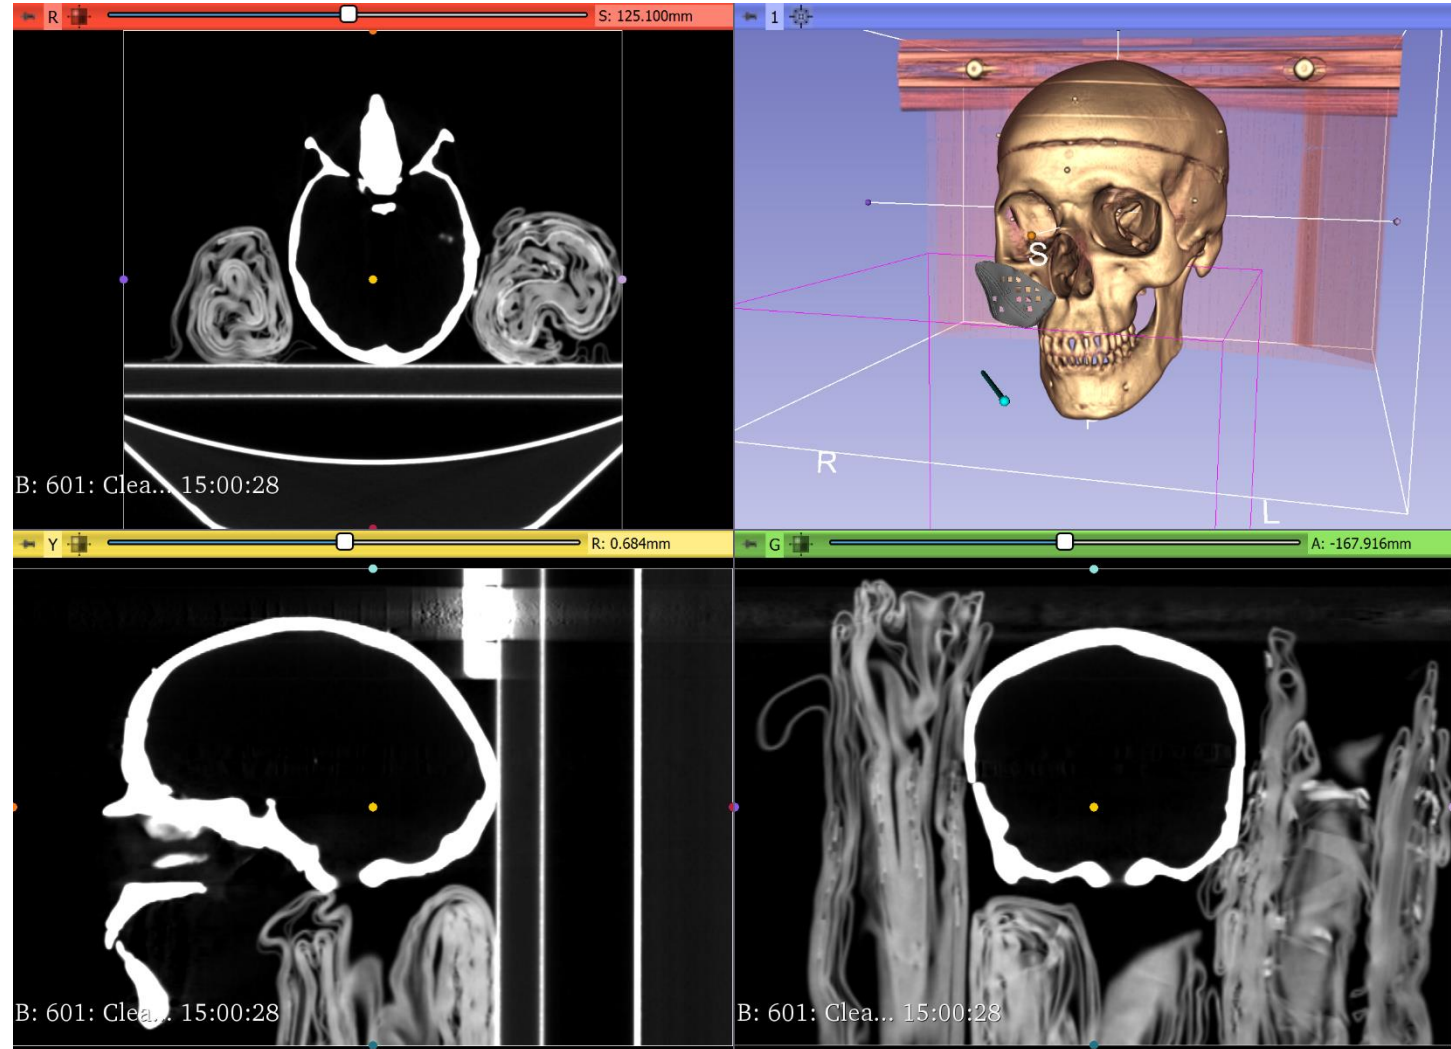 R S: 125.100mm
1
S
R
L
B: 601: Clea... 15:00:28
Y R: 0.684mm
G A: -167.916mm
B: 601: Clea... 15:00:28
B: 601: Clea... 15:00:28